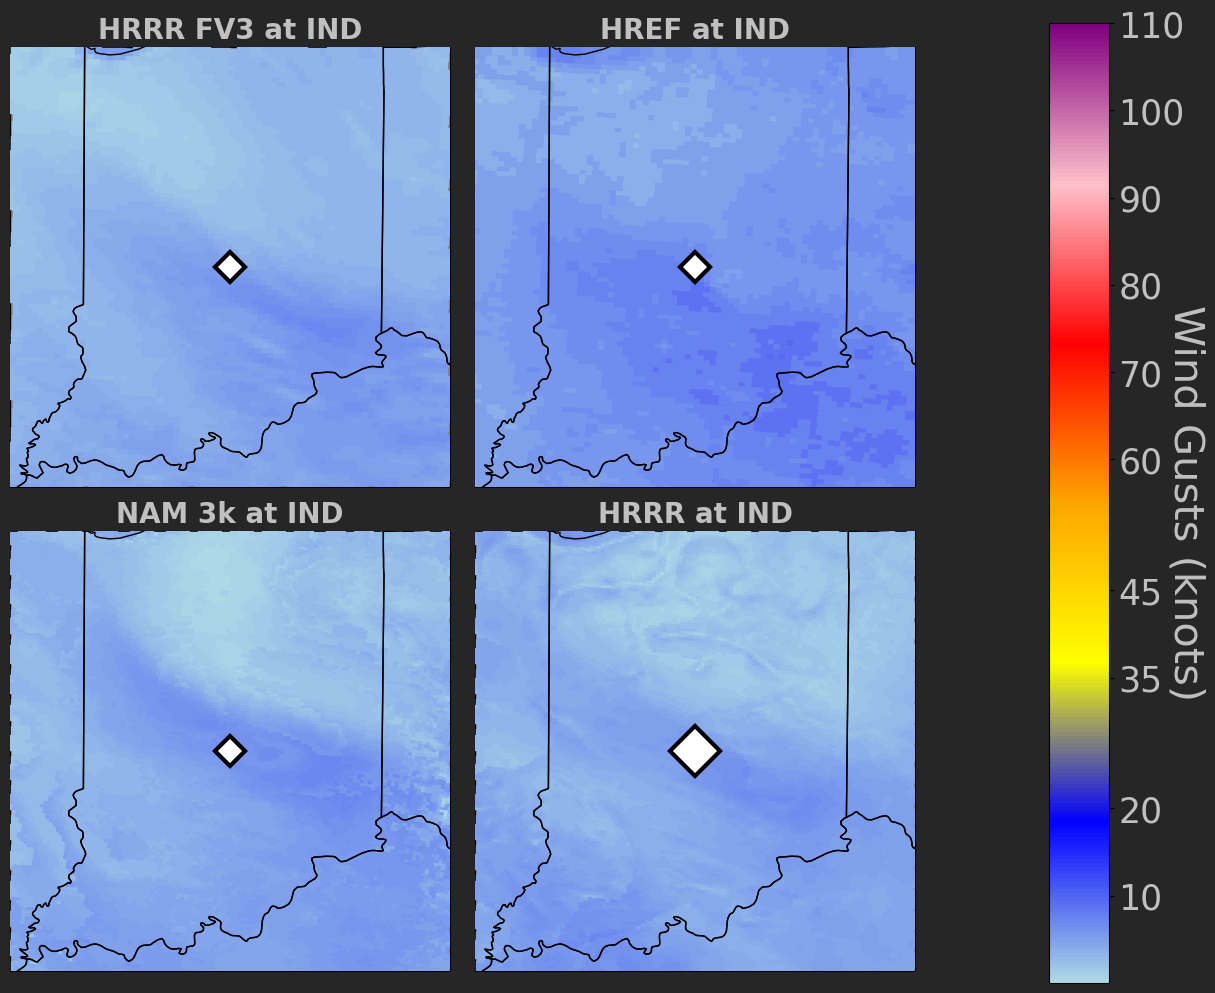 HRRR FV3 at IND
HREF at IND
NAM 3k at IND
HRRR at IND
110
100
90
80
70
60
45
35
20
10
Wind Gusts (knots)